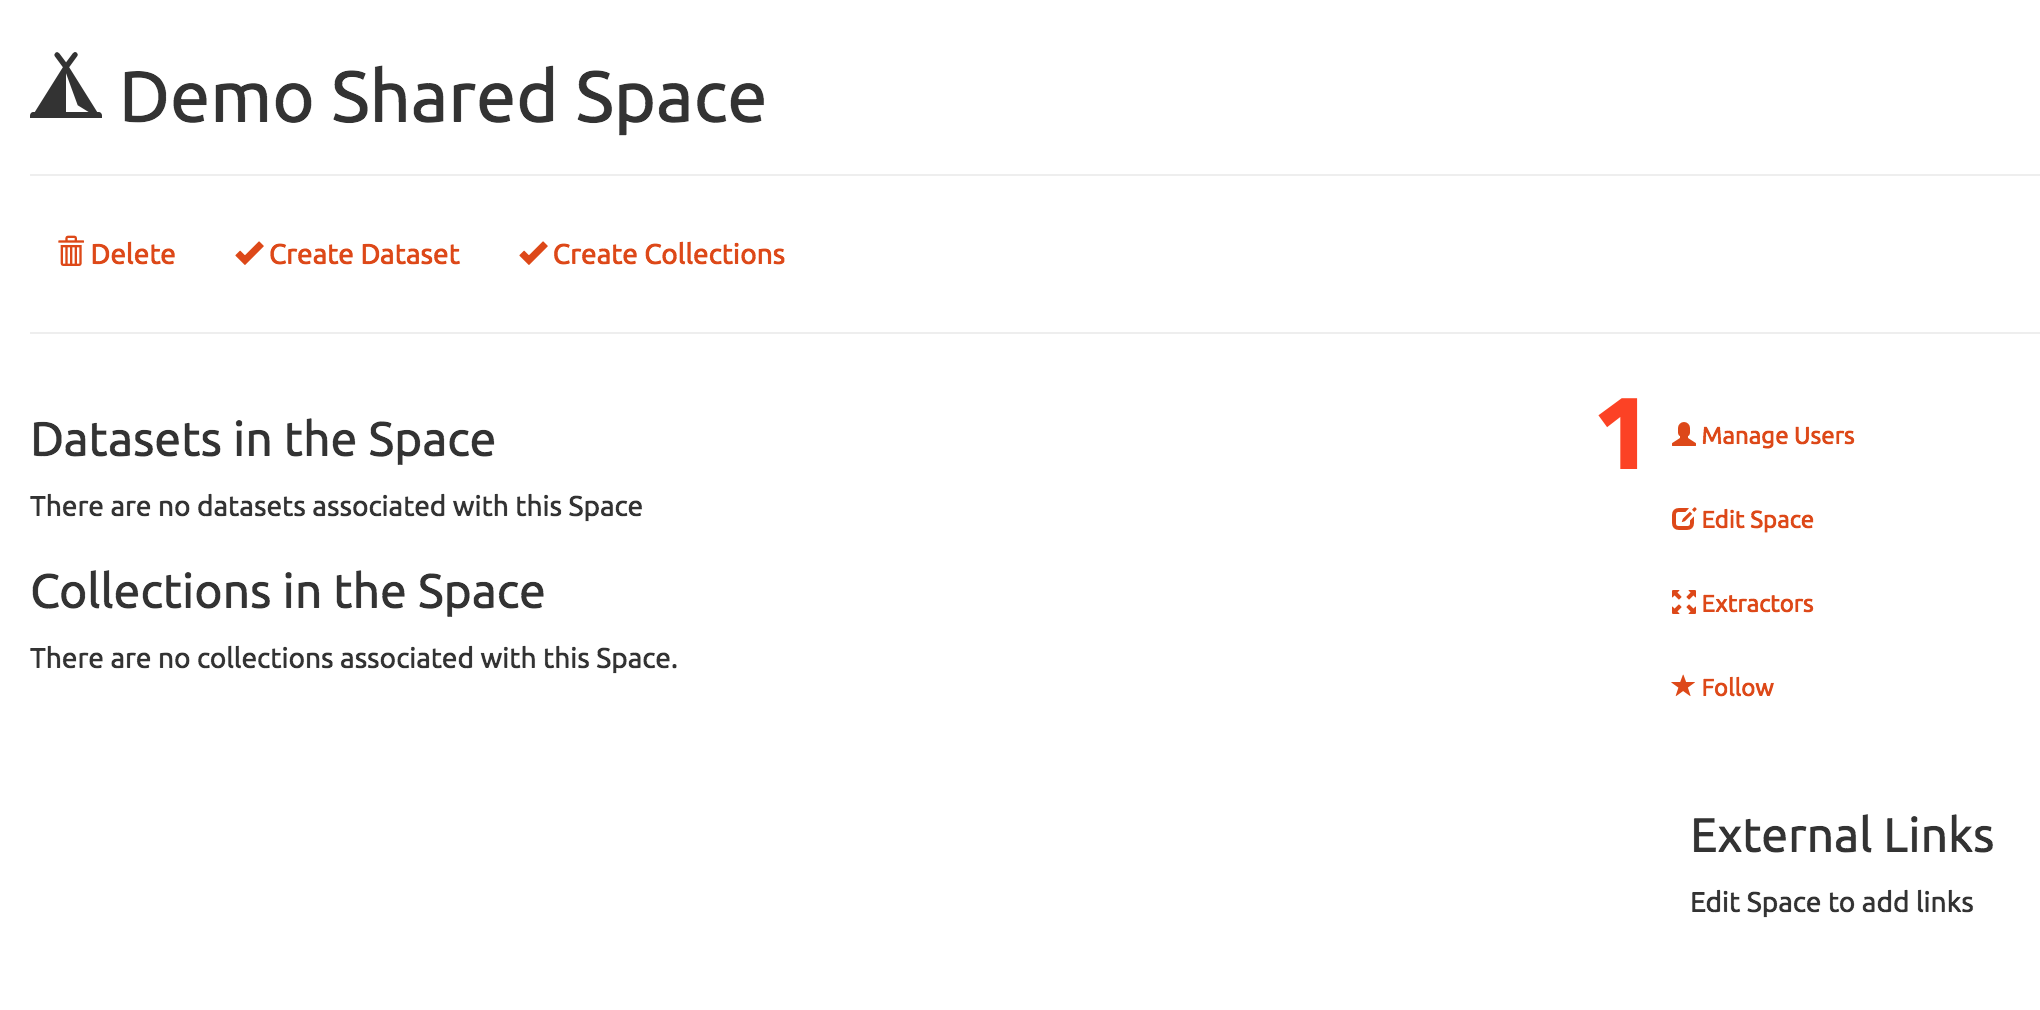 Demo Shared Space
Delete Create Dataset Create Collections
Datasets in the Space
There are no datasets associated with this Space
Collections in the Space
There are no collections associated with this Space.
1 Manage Users
Edit Space
Extractors
Follow
External Links
Edit Space to add links